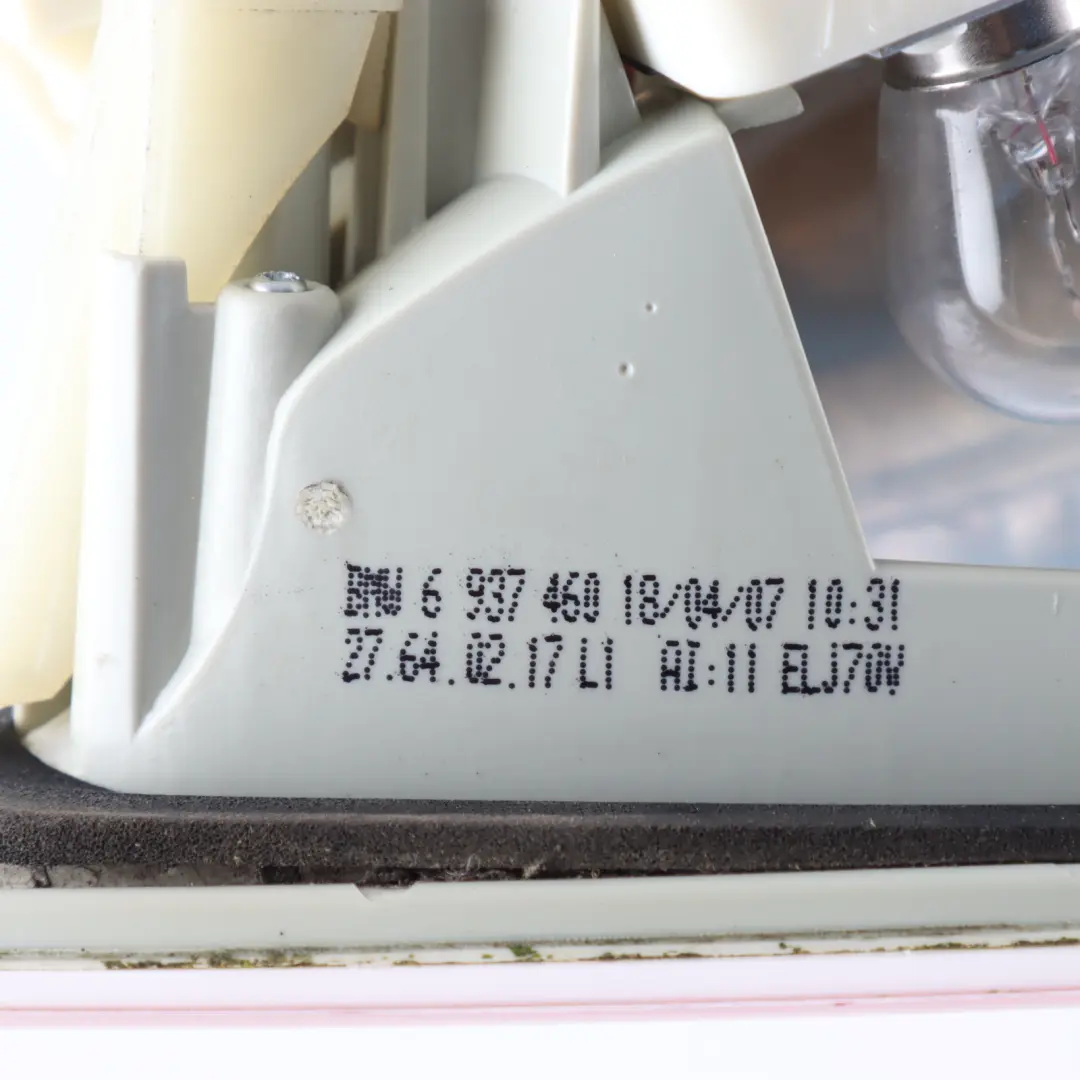 BMW 6 937 460 18/04/07 10:31
27.64.02.17 L1 AI:11 ELJ70V